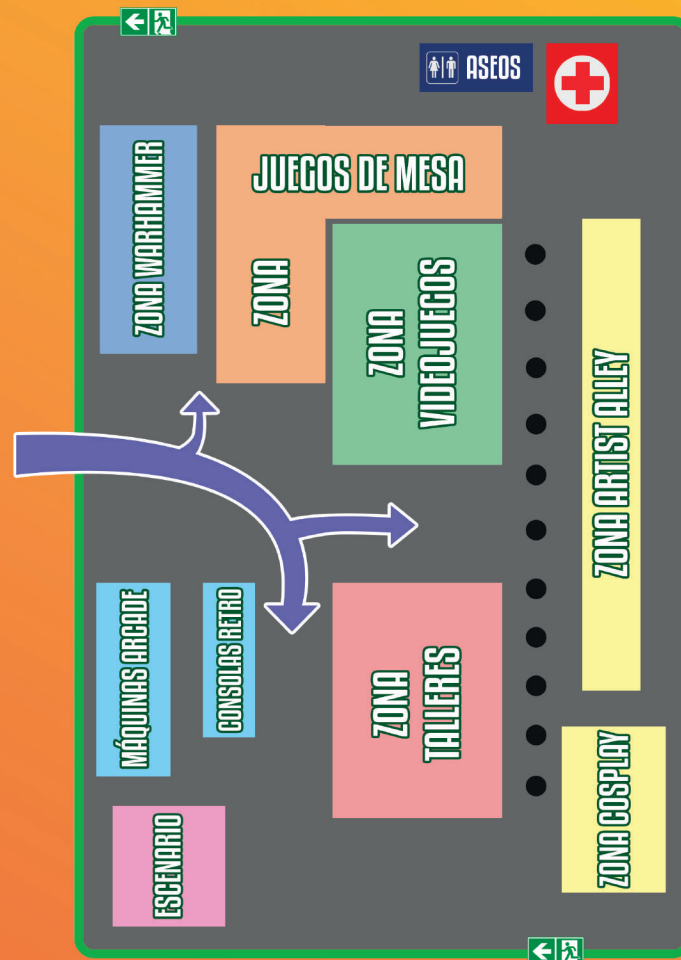 ASEOS
ZONA WARHAMMER
JUEGOS DE MESA
ZONA
ZONA
VIDEOJUEGOS
ZONA ARTIST ALLEY
MÁQUINAS ARCADE
CONSOLAS RETRO
ZONA
TALLERES
ESCENARIO
ZONA COSPLAY